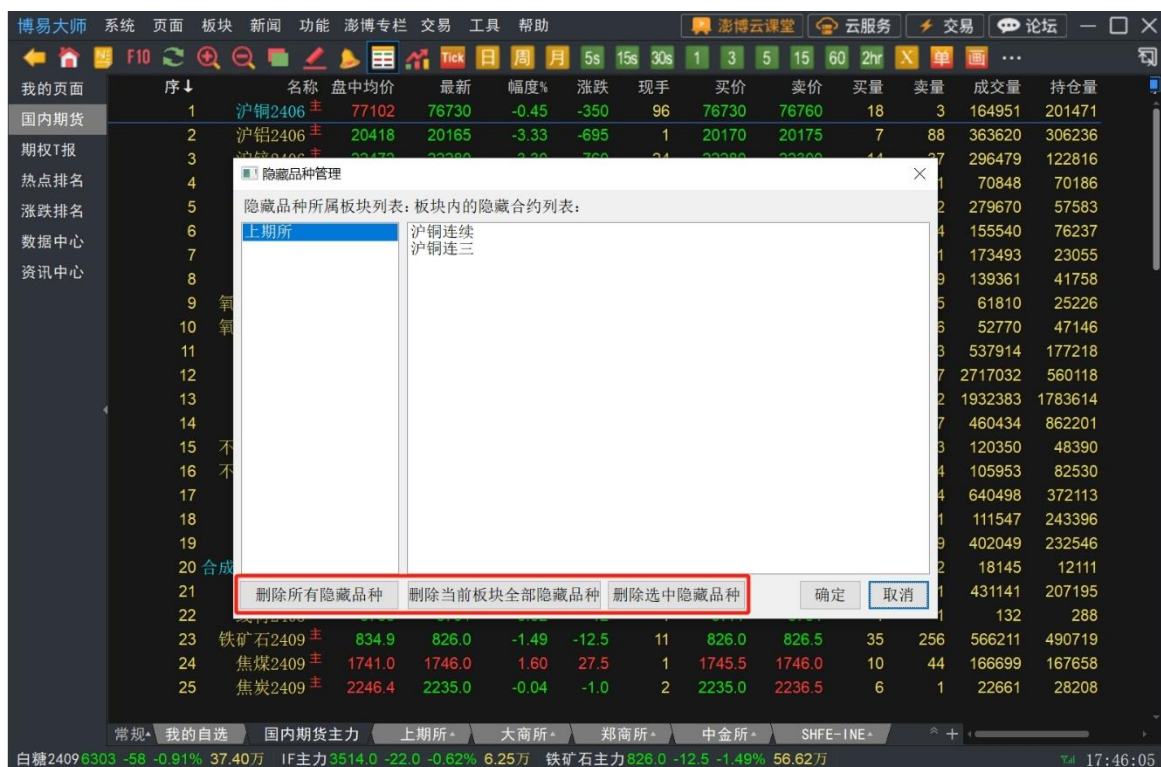 博易大师 系统 页面 板块 新闻 功能 澎博专栏 交易 工具 帮助 澎博云课堂 云服务 交易 论坛
F10 Tick 日 周 月 5s 15s 30s 1 3 5 15 60 2hr X 单 画 ...
我的页面
国内期货
期权T报
热点排名
涨跌排名
数据中心
资讯中心
序↓ 名称 盘中均价 最新 幅度% 涨跌 现手 买价 卖价 买量 卖量 成交量 持仓量
1 沪铜2406 主 77102 76730 -0.45 -350 96 76730 76760 18 3 164951 201471
2 沪铝2406 主 20418 20165 -3.33 -695 1 20170 20175 7 88 363620 306236
3 296479 122816
4 70848 70186
5 279670 57583
6 155540 76237
7 173493 23055
8 139361 41758
9 氧 61810 25226
10 氧 52770 47146
11 537914 177218
12 2717032 560118
13 1932383 1783614
14 460434 862201
15 不 120350 48390
16 不 105953 82530
17 640498 372113
18 111547 243396
19 402049 232546
20 合成 18145 12111
21 431141 207195
22 132 288
23 铁矿石2409 主 834.9 826.0 -1.49 -12.5 11 826.0 826.5 35 256 566211 490719
24 焦煤2409 主 1741.0 1746.0 1.60 27.5 1 1745.5 1746.0 10 44 166699 167658
25 焦炭2409 主 2246.4 2235.0 -0.04 -1.0 2 2235.0 2236.5 6 1 22661 28208
隐藏品种管理
隐藏品种所属板块列表: 板块内的隐藏合约列表:
上期所
沪铜连续
沪铜连三
删除所有隐藏品种 删除当前板块全部隐藏品种 删除选中隐藏品种 确定 取消
常规 我的自选 国内期货主力 上期所 大商所 郑商所 中金所 SHFE-INE
白糖2409 6303 -58 -0.91% 37.40万 IF主力 3514.0 -22.0 -0.62% 6.25万 铁矿石主力 826.0 -12.5 -1.49% 56.62万 17:46:05